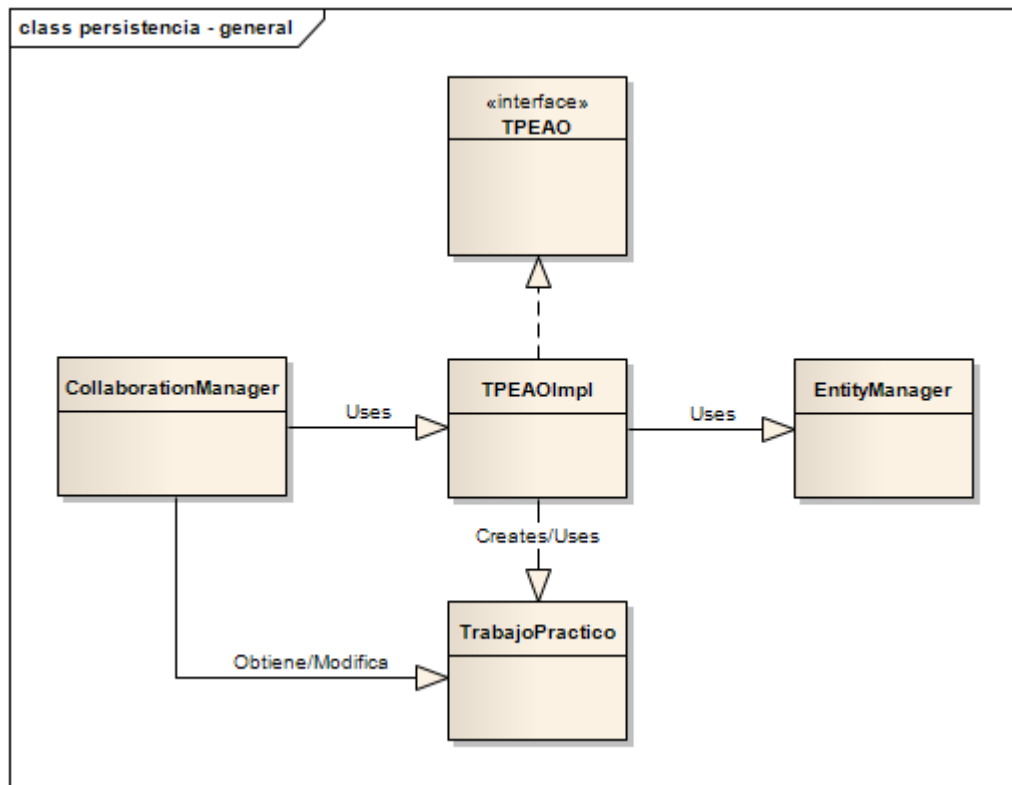 class persistencia - general
«interface»
TPEAO
CollaborationManager
Uses
TPEAOImpl
Uses
EntityManager
Creates/Uses
TrabajoPractico
Obtiene/Modifica